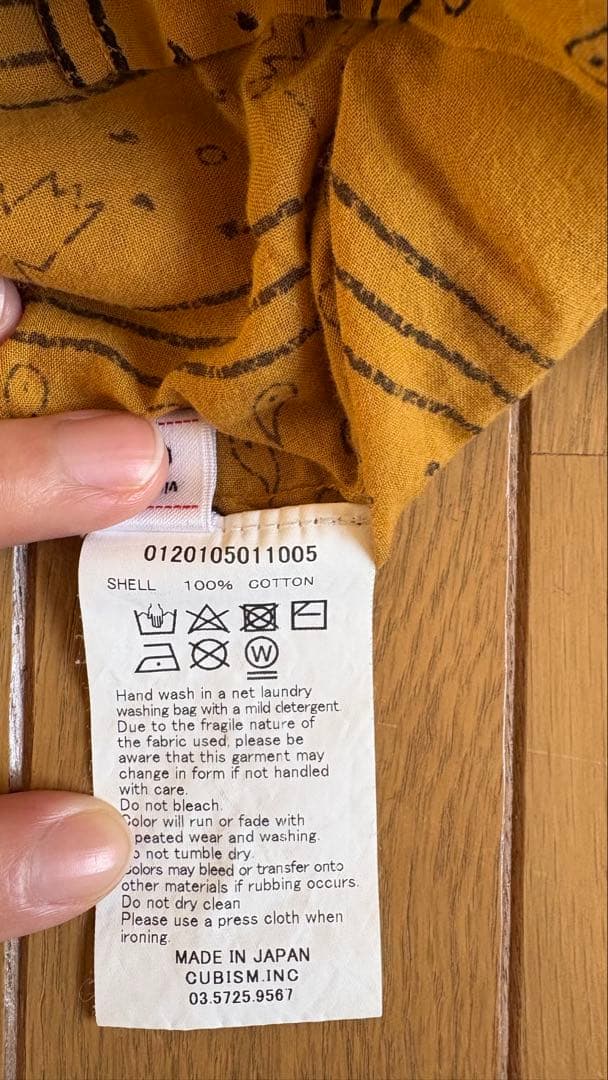 0120105011005
SHELL 100% COTTON
W
Hand wash in a net laundry
washing bag with a mild detergent.
Due to the fragile nature of
the fabric used, please be
aware that this garment may
change in form if not handled
with care.
Do not bleach.
Color will run or fade with
peated wear and washing.
not tumble dry.
olors may bleed or transfer onto
other materials if rubbing occurs.
Do not dry clean
Please use a press cloth when
ironing.
MADE IN JAPAN
CUBISM.INC
03.5725.9567